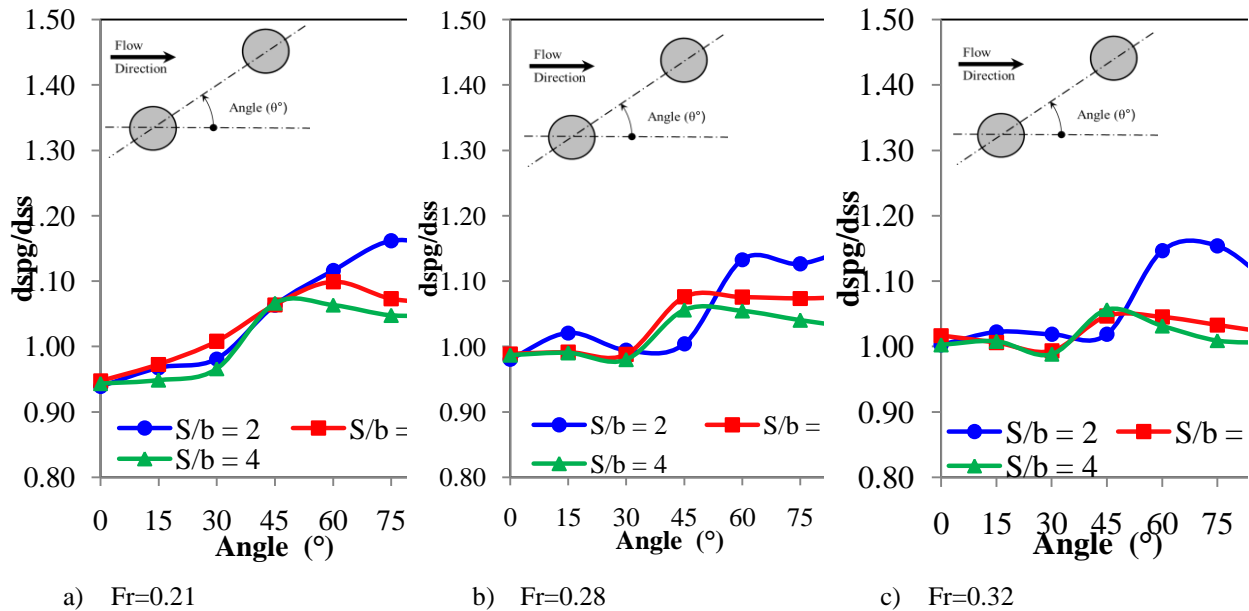 1.50
1.40
1.30
1.20
1.10
1.00
0.90
0.80
dspg/dss
Flow
Direction
Angle (θ°)
S/b = 2
S/b =
S/b = 4
0 15 30 45 60 75
Angle (°)
a) Fr=0.21
1.50
1.40
1.30
1.20
1.10
1.00
0.90
0.80
dspg/dss
Flow
Direction
Angle (θ°)
S/b = 2
S/b =
S/b = 4
0 15 30 45 60 75
Angle (°)
b) Fr=0.28
1.50
1.40
1.30
1.20
1.10
1.00
0.90
0.80
dspg/dss
Flow
Direction
Angle (θ°)
S/b = 2
S/b = 4
0 15 30 45 60 75
Angle (°)
c) Fr=0.32